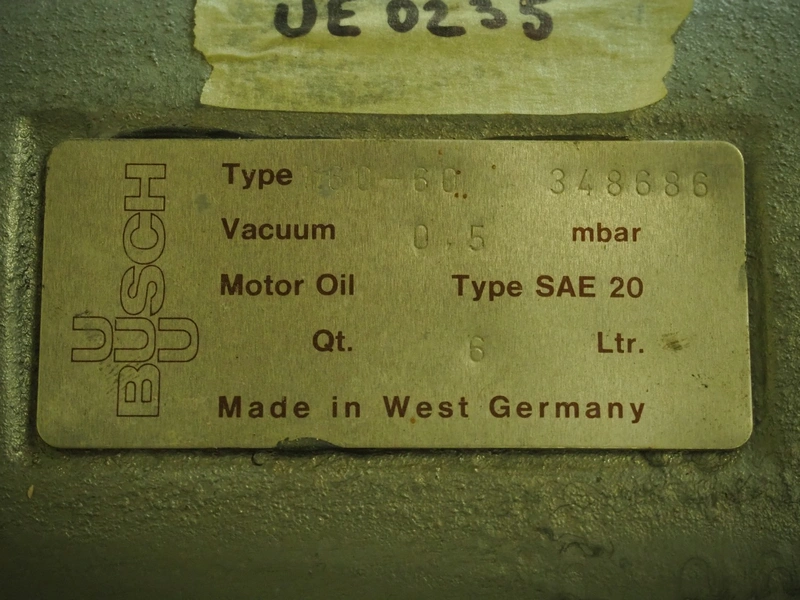 UE 0235
BUSCH
Type 348686
Vacuum 0.5 mbar
Motor Oil Type SAE 20
Qt. 6 Ltr.
Made in West Germany